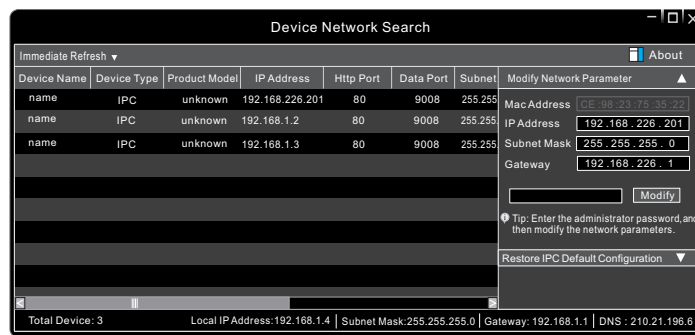 Device Network Search
Immediate Refresh ▼ About
Device Name Device Type Product Model IP Address Http Port Data Port Subnet
name IPC unknown 192.168.226.201 80 9008 255.255
name IPC unknown 192.168.1.2 80 9008 255.255.
name IPC unknown 192.168.1.3 80 9008 255.255.
Modify Network Parameter
Mac Address CE:98:23:75:35:22
IP Address 192.168.226.201
Subnet Mask 255.255.255.0
Gateway 192.168.226.1
Modify
Tip: Enter the administrator password, and
then modify the network parameters.
Restore IPC Default Configuration ▼
Total Device: 3 Local IP Address:192.168.1.4 Subnet Mask:255.255.255.0 Gateway: 192.168.1.1 DNS : 210.21.196.6